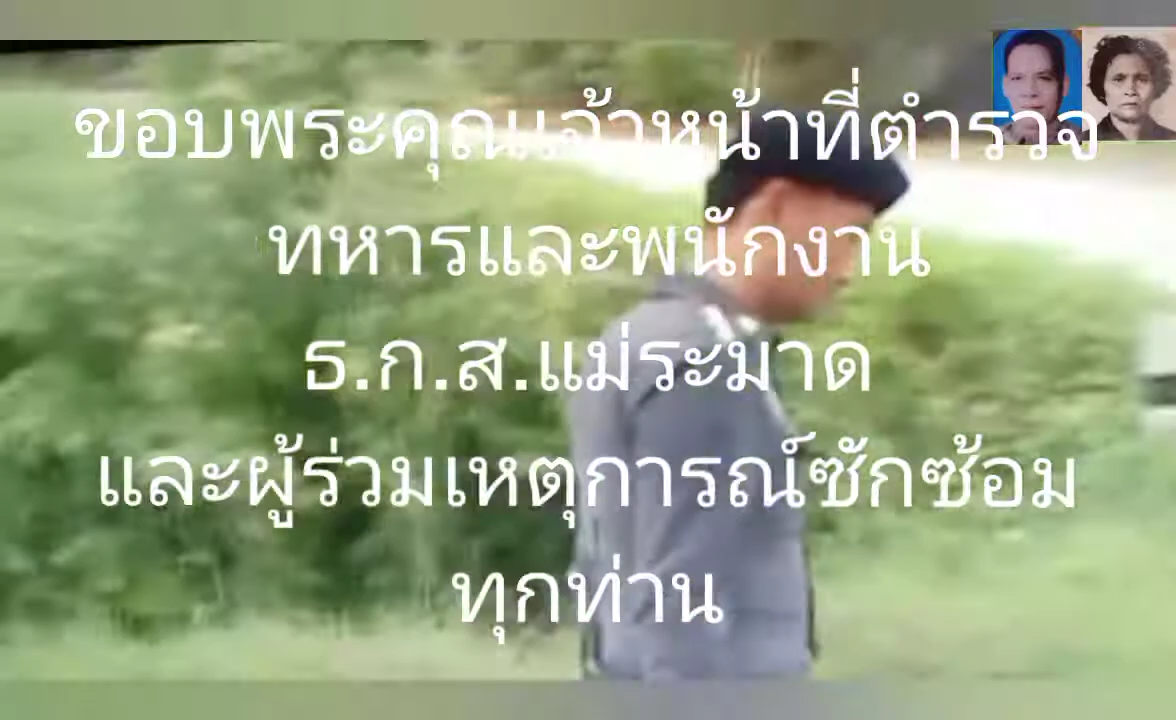 ขอบพระคุณเจ้าหน้าที่ตำรวจ
ทหารและพนักงาน
ธ.ก.ส.แม่ระมาด
และผู้ร่วมเหตุการณ์ซักซ้อม
ทุกท่าน